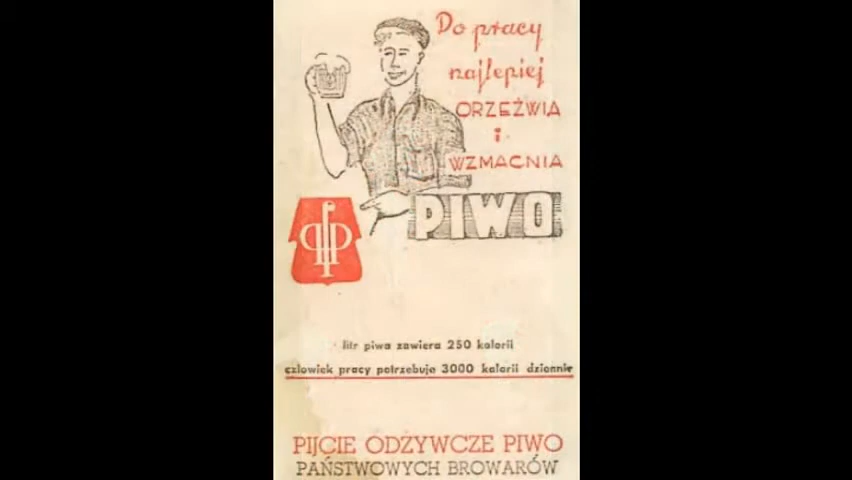 Do pracy
najlepiej
ORZEŹWIA
i
WZMACNIA
PIWO
litr piwa zawiera 250 kalorii
człowiek pracy potrzebuje 3000 kalorii dziennie
PIJCIE ODŻYWCZE PIWO
PAŃSTWOWYCH BROWARÓW